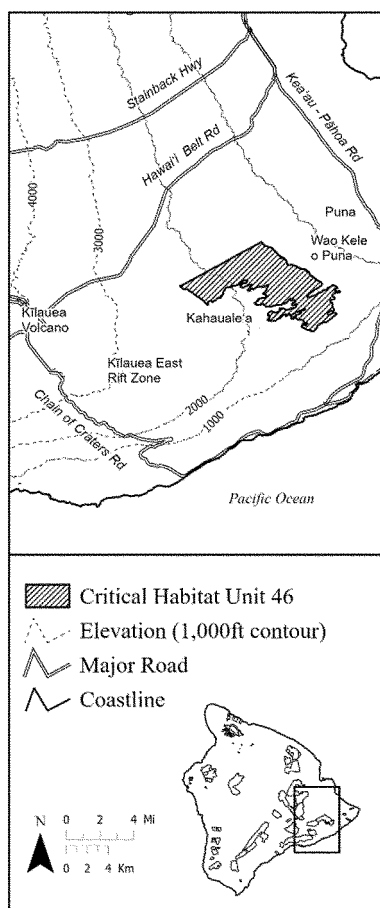 Stainback Hwy
Kea‘au - Pāhoa Rd
Hawai‘i Belt Rd
4000
3000
Puna
Wao Kele
o Puna
Kīlauea
Volcano
Kahauale‘a
Kīlauea East
Rift Zone
2000
1000
Chain of Craters Rd
Pacific Ocean
Critical Habitat Unit 46
Elevation (1,000ft contour)
Major Road
Coastline
N
0 2 4 Mi
0 2 4 Km